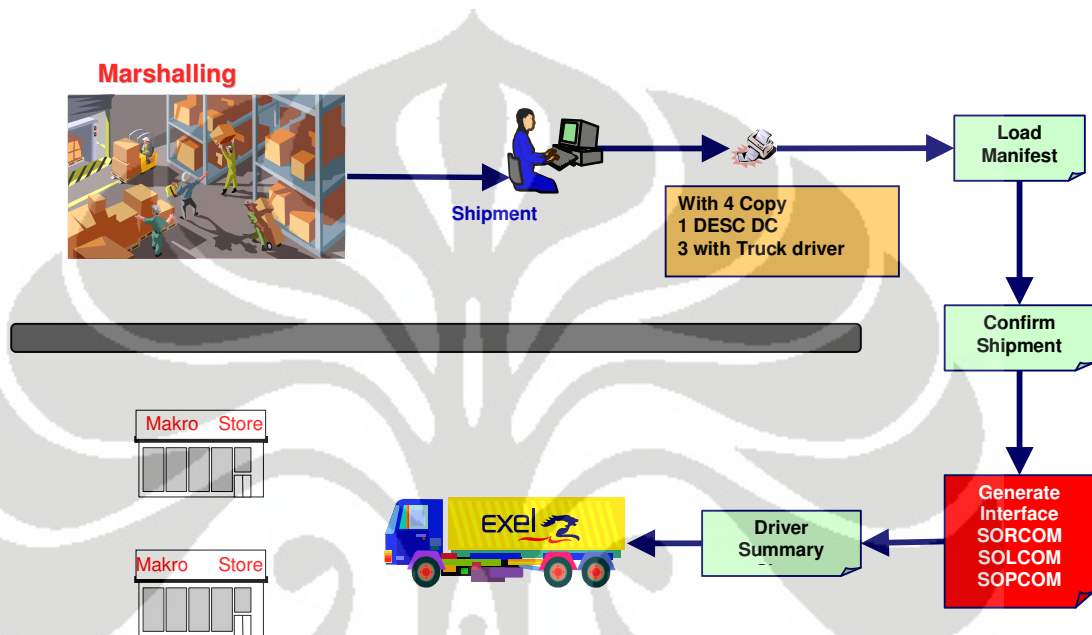 Marshalling
Shipment
With 4 Copy
1 DESC DC
3 with Truck driver
Load
Manifest
Confirm
Shipment
Makro Store
Makro Store
EXEL
Driver
Summary
Generate
Interface
SORCOM
SOLCOM
SOPCOM